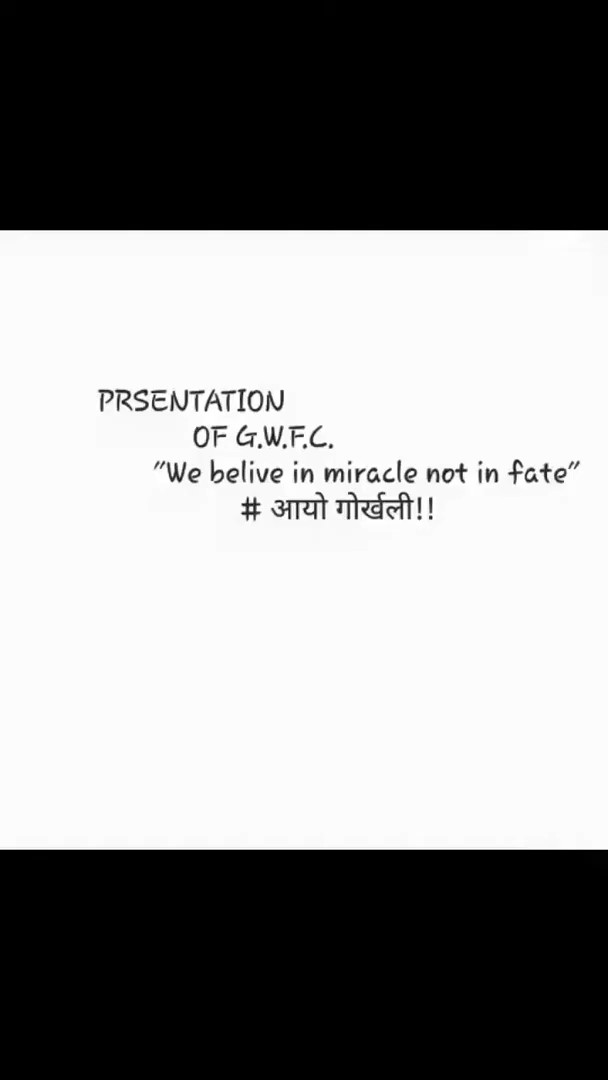 PRSENTATION
OF G.W.F.C.
"We belive in miracle not in fate"
# आयो गोर्खली!!